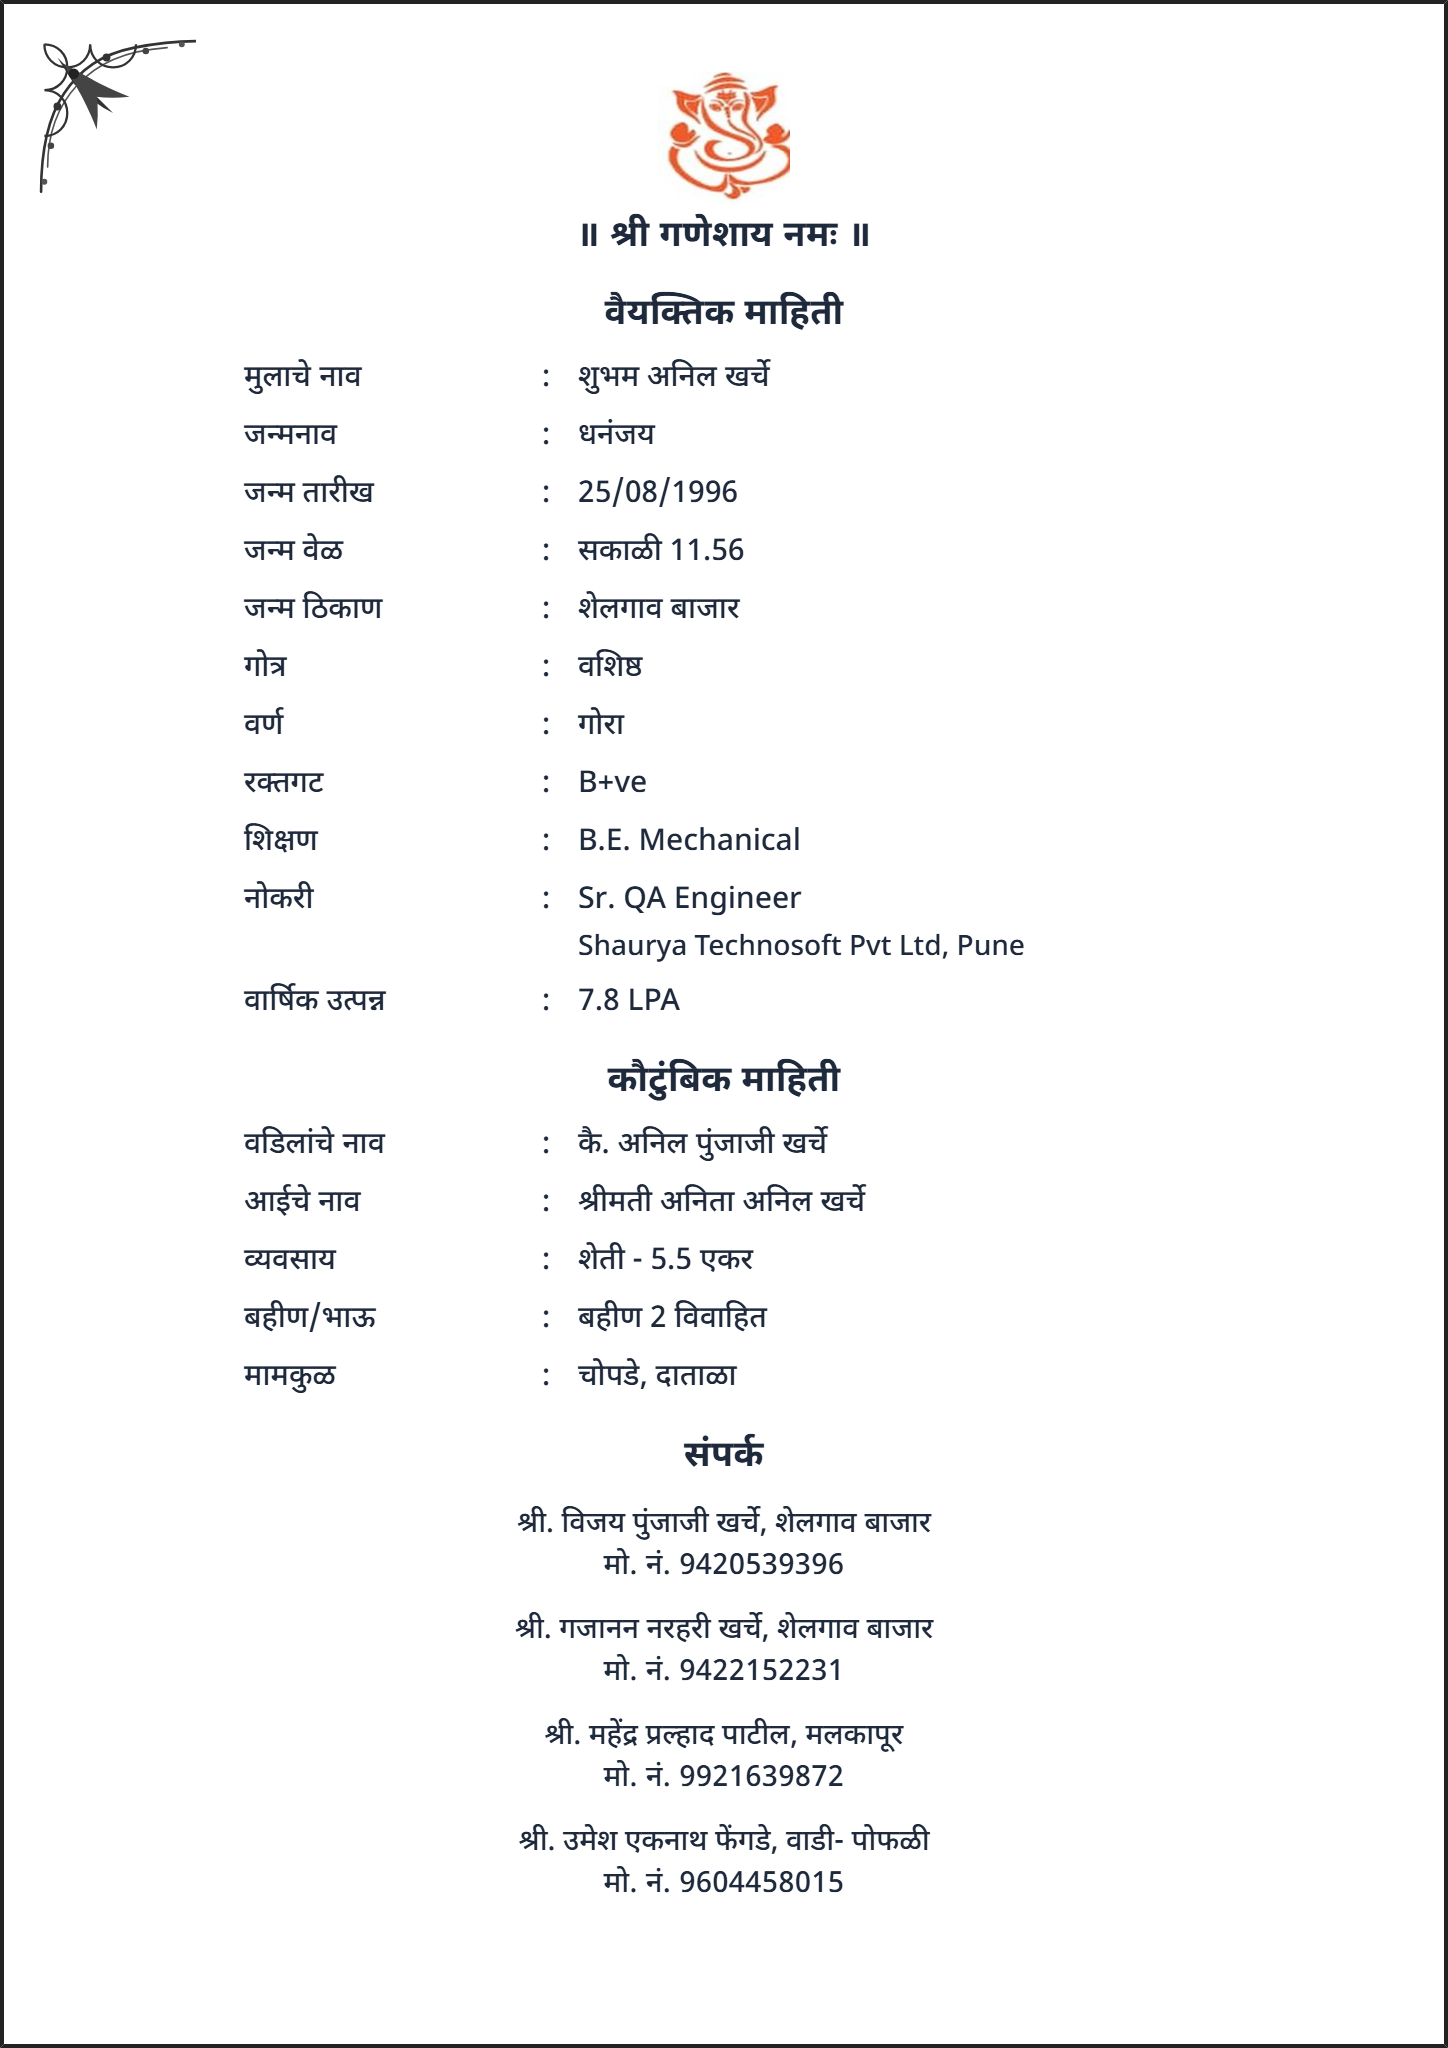 ॥ श्री गणेशाय नमः ॥
वैयक्तिक माहिती
मुलाचे नाव : शुभम अनिल खर्चे
जन्मनाव : धनंजय
जन्म तारीख : 25/08/1996
जन्म वेळ : सकाळी 11.56
जन्म ठिकाण : शेलगाव बाजार
गोत्र : वशिष्ठ
वर्ण : गोरा
रक्तगट : B+ve
शिक्षण : B.E. Mechanical
नोकरी : Sr. QA Engineer
Shaurya Technosoft Pvt Ltd, Pune
वार्षिक उत्पन्न : 7.8 LPA
कौटुंबिक माहिती
वडिलांचे नाव : कै. अनिल पुंजाजी खर्चे
आईचे नाव : श्रीमती अनिता अनिल खर्चे
व्यवसाय : शेती - 5.5 एकर
बहीण/भाऊ : बहीण 2 विवाहित
मामकुळ : चोपडे, दाताळा
संपर्क
श्री. विजय पुंजाजी खर्चे, शेलगाव बाजार
मो. नं. 9420539396
श्री. गजानन नरहरी खर्चे, शेलगाव बाजार
मो. नं. 9422152231
श्री. महेंद्र प्रल्हाद पाटील, मलकापूर
मो. नं. 9921639872
श्री. उमेश एकनाथ फेंगडे, वाडी- पोफळी
मो. नं. 9604458015